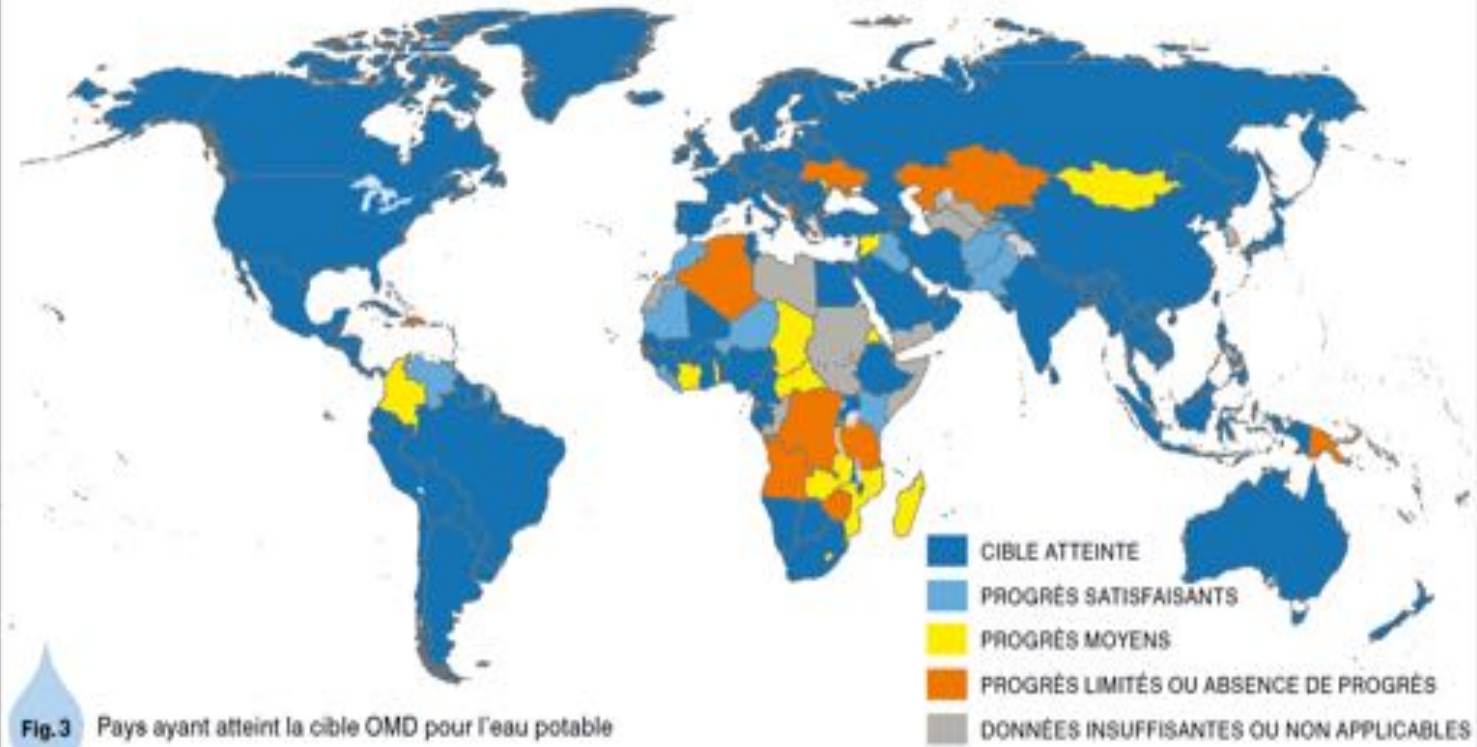 CIBLE ATTEINTE
PROGRÈS SATISFAISANTS
PROGRÈS MOYENS
PROGRÈS LIMITÉS OU ABSENCE DE PROGRÈS
DONNÉES INSUFFISANTES OU NON APPLICABLES
Fig. 3 Pays ayant atteint la cible OMD pour l'eau potable